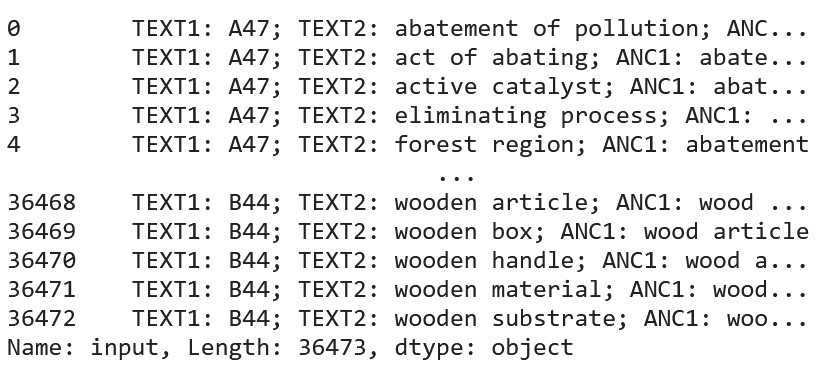 0        TEXT1: A47; TEXT2: abatement of pollution; ANC...
1        TEXT1: A47; TEXT2: act of abating; ANC1: abate...
2        TEXT1: A47; TEXT2: active catalyst; ANC1: abat...
3        TEXT1: A47; TEXT2: eliminating process; ANC1: ...
4        TEXT1: A47; TEXT2: forest region; ANC1: abatement
                               ...
36468    TEXT1: B44; TEXT2: wooden article; ANC1: wood ...
36469    TEXT1: B44; TEXT2: wooden box; ANC1: wood article
36470    TEXT1: B44; TEXT2: wooden handle; ANC1: wood a...
36471    TEXT1: B44; TEXT2: wooden material; ANC1: wood...
36472    TEXT1: B44; TEXT2: wooden substrate; ANC1: woo...
Name: input, Length: 36473, dtype: object